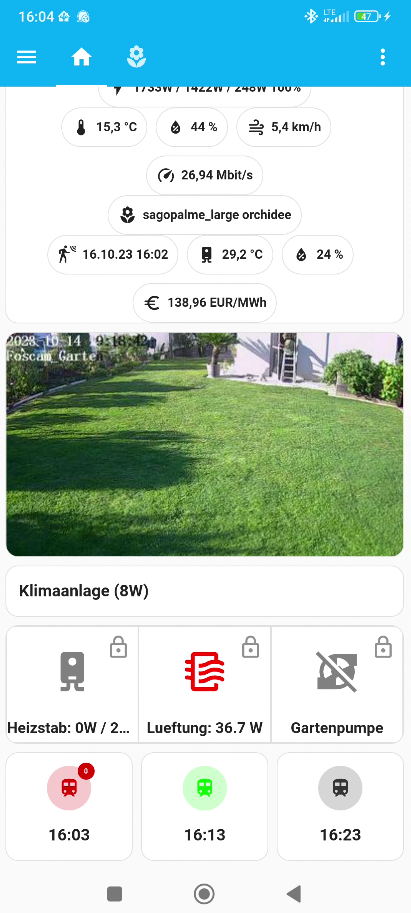 16:04
LTE
47
1733W / 1422W / 248W 100%
15,3 °C
44 %
5,4 km/h
26,94 Mbit/s
sagopalme_large orchidee
16.10.23 16:02
29,2 °C
24 %
138,96 EUR/MWh
2023-10-14 19:18:42
Foscam_Garten
Klimaanlage (8W)
Heizstab: 0W / 2...
Lueftung: 36.7 W
Gartenpumpe
0
16:03
16:13
16:23